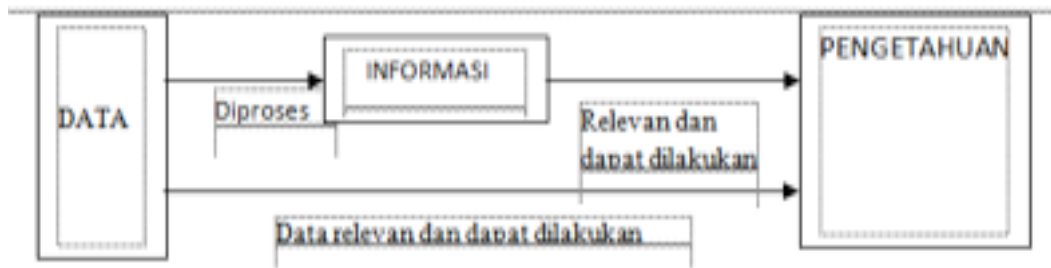 DATA
Diproses
INFORMASI
Relevan dan
dapat dilakukan
PENGETAHUAN
Data relevan dan dapat dilakukan